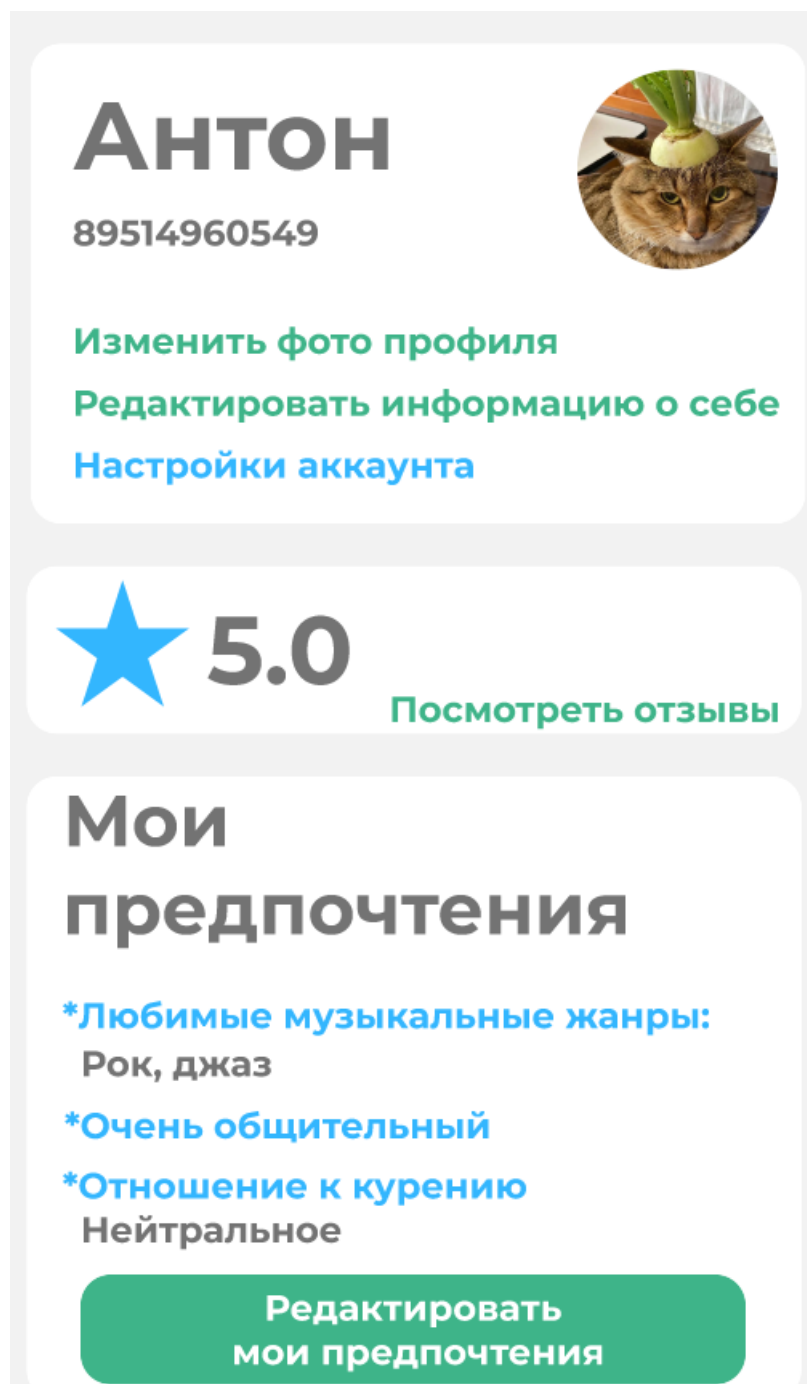 Антон
89514960549
Изменить фото профиля
Редактировать информацию о себе
Настройки аккаунта
5.0
Посмотреть отзывы
Мои
предпочтения
*Любимые музыкальные жанры:
Рок, джаз
*Очень общительный
*Отношение к курению
Нейтральное
Редактировать
мои предпочтения